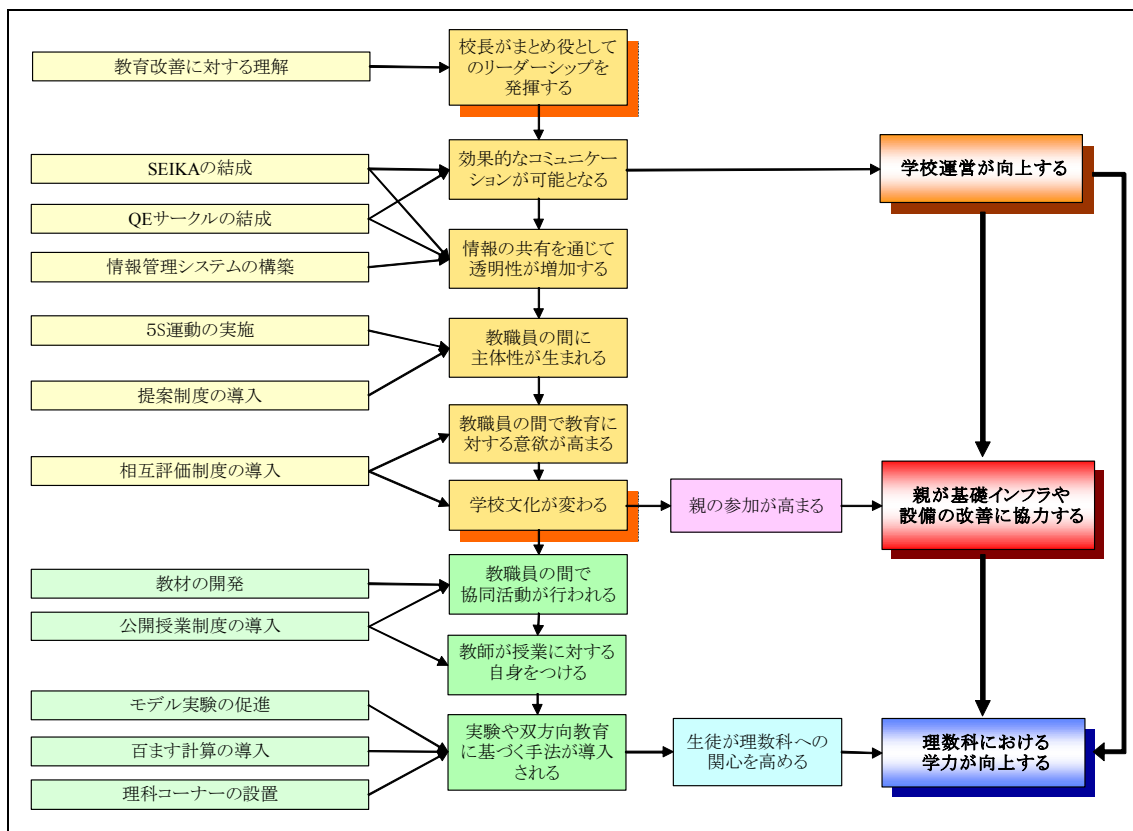 教育改善に対する理解
校長がまとめ役として
のリーダーシップを
発揮する
SEIKAの結成
QEサークルの結成
情報管理システムの構築
効果的なコミュニケー
ションが可能となる
学校運営が向上する
情報の共有を通じて
透明性が増加する
5S運動の実施
提案制度の導入
教職員の間に
主体性が生まれる
相互評価制度の導入
教職員の間で教育に
対する意欲が高まる
学校文化が変わる
親の参加が高まる
親が基礎インフラや
設備の改善に協力する
教材の開発
公開授業制度の導入
教職員の間で
協同活動が行われる
教師が授業に対する
自身をつける
モデル実験の促進
百ます計算の導入
理科コーナーの設置
実験や双方向教育
に基づく手法が導入
される
生徒が理数科への
関心を高める
理数科における
学力が向上する